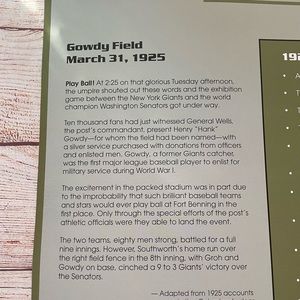 Gowdy Field
March 31, 1925
Play Ball! At 2:25 on that glorious Tuesday afternoon,
the umpire shouted out these words and the exhibition
game between the New York Giants and the world
champion Washington Senators got under way.
Ten thousand fans had just witnessed General Wells,
the post's commandant, present Henry "Hank"
Gowdy—for whom the field had been named—with
a silver service purchased with donations from officers
and enlisted men. Gowdy, a former Giants catcher,
was the first major league baseball player to enlist for
military service during World War I.
The excitement in the packed stadium was in part due
to the improbability that such brilliant baseball teams
and stars would ever play ball at Fort Benning in the
first place. Only through the special efforts of the post's
athletic officials were they able to land the event.
The two teams, eighty men strong, battled for a full
nine innings. However, Southworth's home run over
the right field fence in the 8th inning, with Groh and
Gowdy on base, cinched a 9 to 3 Giants' victory over
the Senators.
— Adapted from 1925 accounts
192